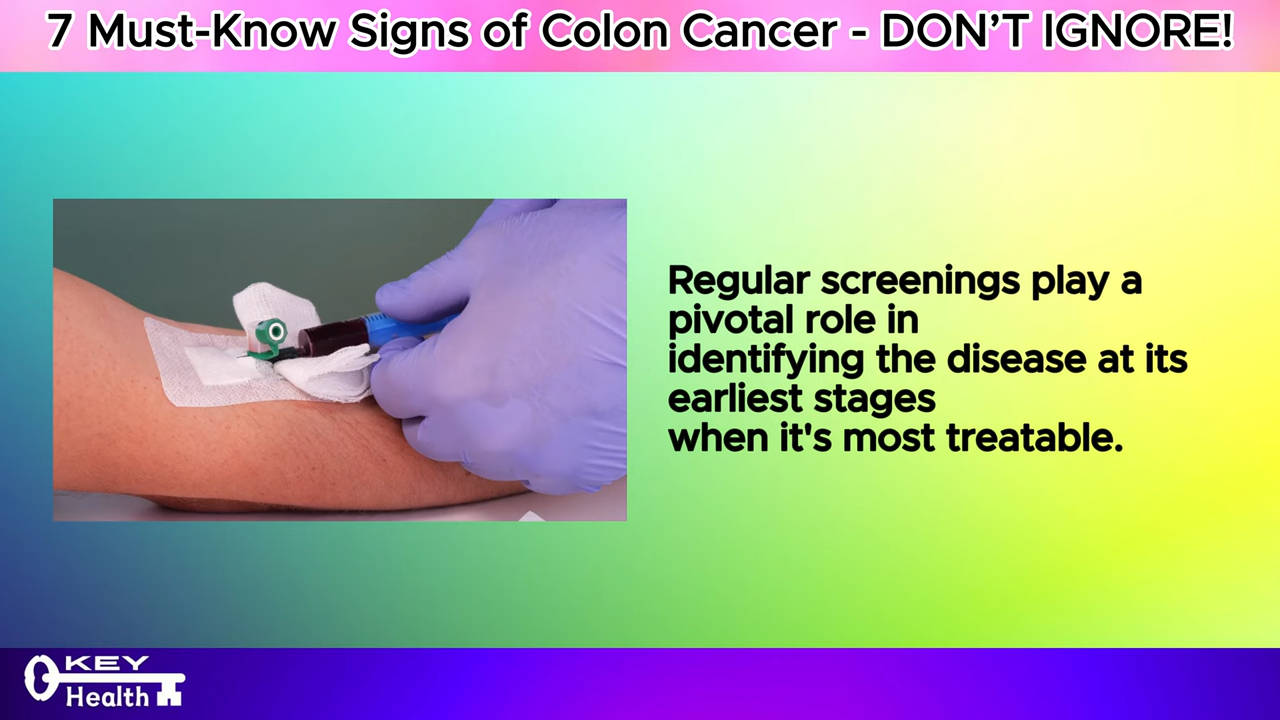 7 Must-Know Signs of Colon Cancer - DON’T IGNORE!
Regular screenings play a
pivotal role in
identifying the disease at its
earliest stages
when it's most treatable.
KEY
Health